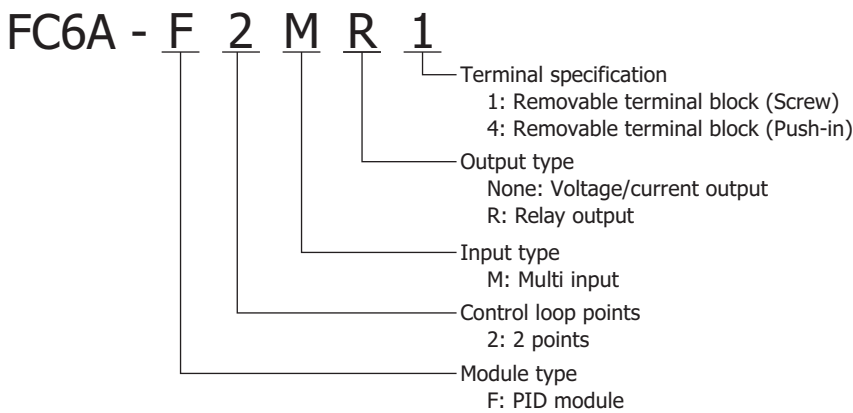 FC6A - F 2 M R 1
Terminal specification
1: Removable terminal block (Screw)
4: Removable terminal block (Push-in)
Output type
None: Voltage/current output
R: Relay output
Input type
M: Multi input
Control loop points
2: 2 points
Module type
F: PID module